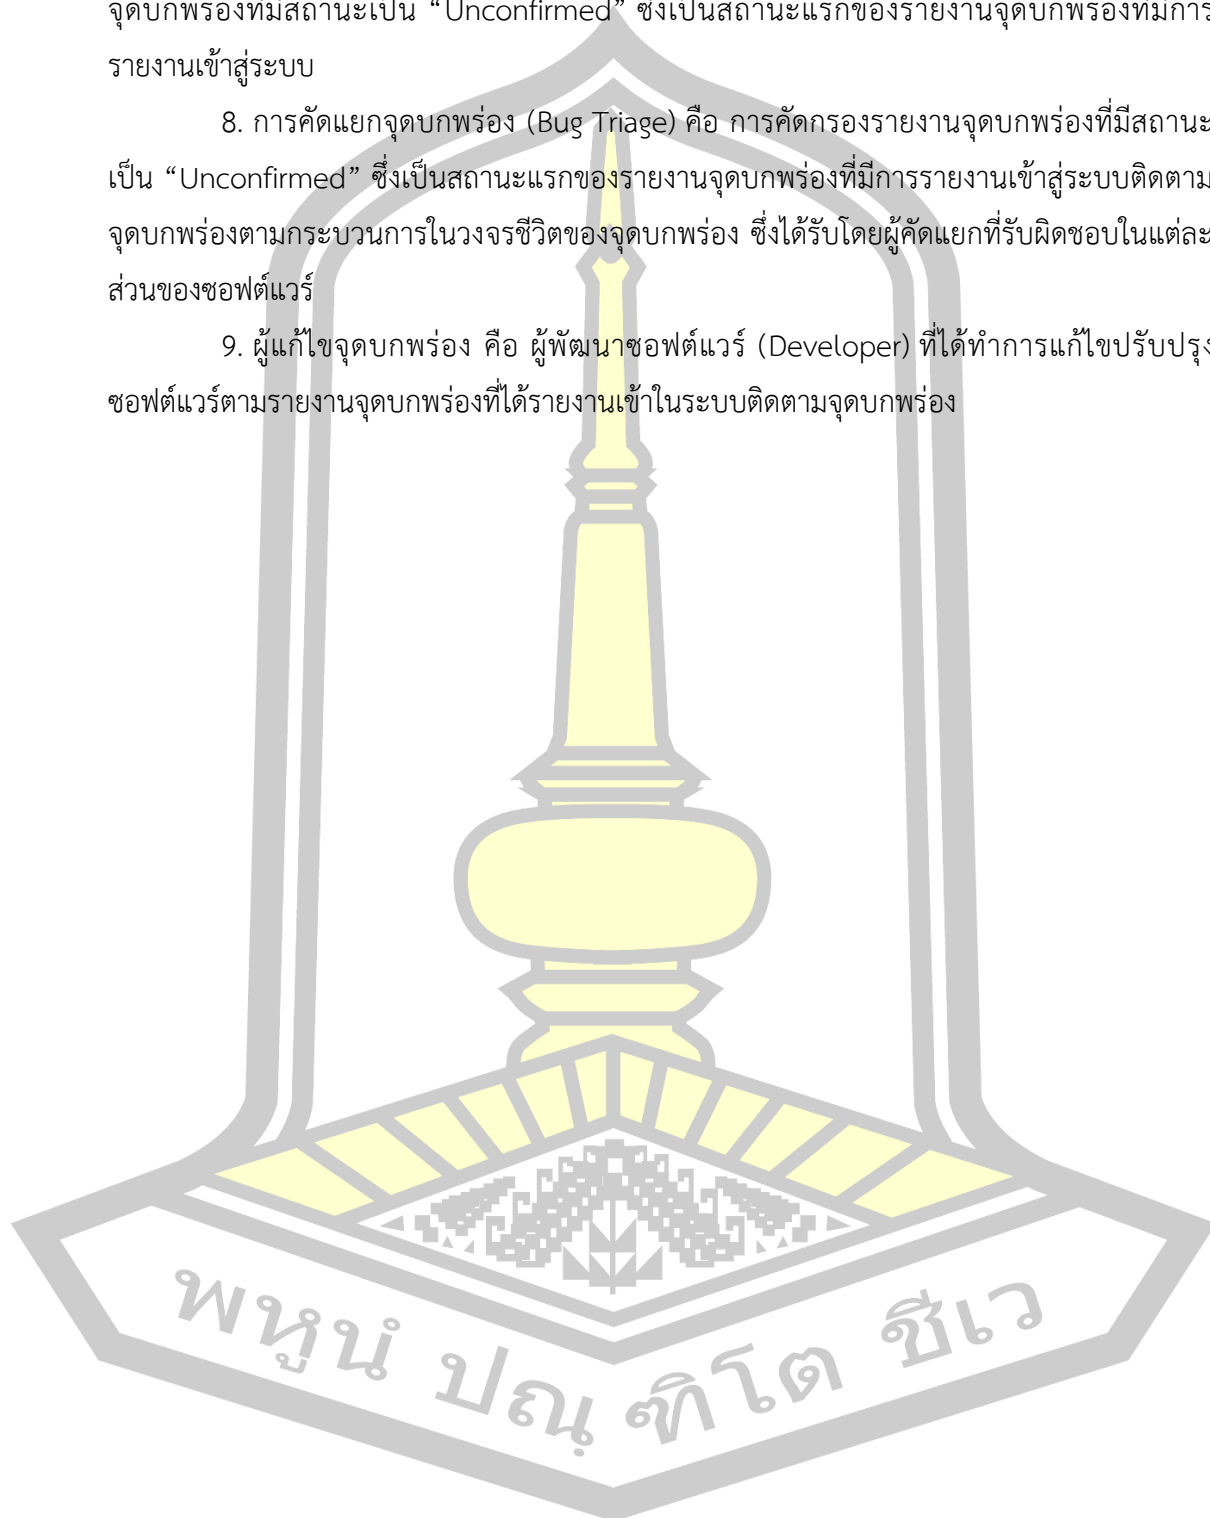 จุดบกพร่องที่มีสถานะเป็น “Unconfirmed” ซึ่งเป็นสถานะแรกของรายงานจุดบกพร่องที่มีการ
รายงานเข้าสู่ระบบ
8. การคัดแยกจุดบกพร่อง (Bug Triage) คือ การคัดกรองรายงานจุดบกพร่องที่มีสถานะ
เป็น “Unconfirmed” ซึ่งเป็นสถานะแรกของรายงานจุดบกพร่องที่มีการรายงานเข้าสู่ระบบติดตาม
จุดบกพร่องตามกระบวนการในวงจรชีวิตของจุดบกพร่อง ซึ่งได้รับโดยผู้คัดแยกที่รับผิดชอบในแต่ละ
ส่วนของซอฟต์แวร์
9. ผู้แก้ไขจุดบกพร่อง คือ ผู้พัฒนาซอฟต์แวร์ (Developer) ที่ได้ทำการแก้ไขปรับปรุง
ซอฟต์แวร์ตามรายงานจุดบกพร่องที่ได้รายงานเข้าในระบบติดตามจุดบกพร่อง
พหูนํ ปณฺ ฑิโต ชีเว